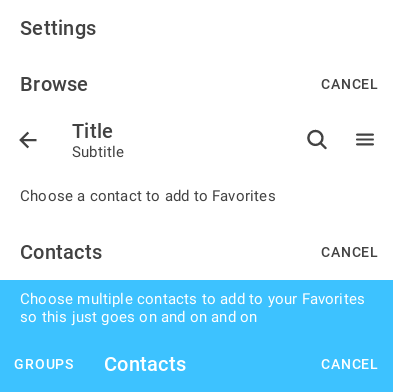 Settings
Browse CANCEL
Title
Subtitle
Choose a contact to add to Favorites
Contacts CANCEL
Choose multiple contacts to add to your Favorites
so this just goes on and on and on
GROUPS Contacts CANCEL